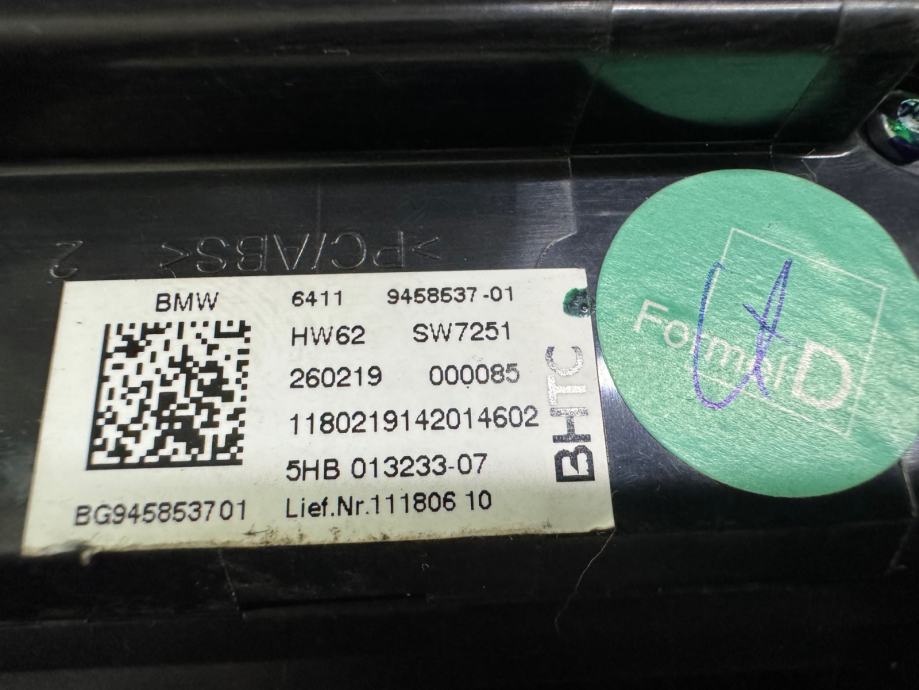 >PC/ABS< 2
BMW 6411 9458537-01
HW62 SW7251
260219 000085
1180219142014602
5HB 013233-07
BG945853701 Lief.Nr.111806 10
BHTC
Formel D